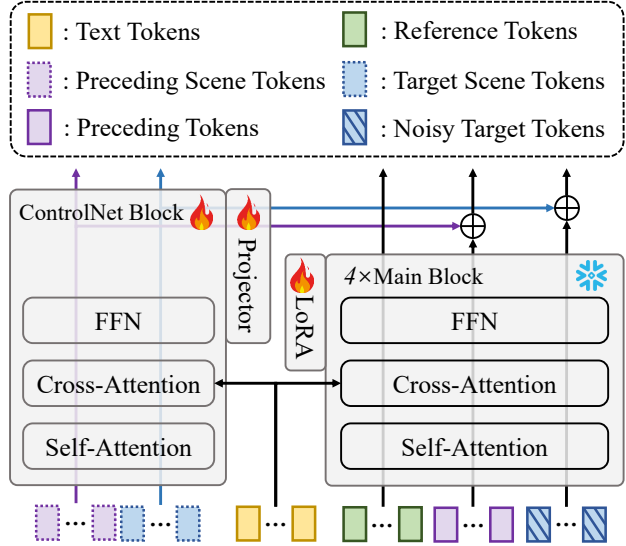 : Text Tokens
: Reference Tokens
: Preceding Scene Tokens
: Target Scene Tokens
: Preceding Tokens
: Noisy Target Tokens
ControlNet Block
Projector
LoRA
4×Main Block
FFN
Cross-Attention
Self-Attention
FFN
Cross-Attention
Self-Attention
... ... ... ... ... ...